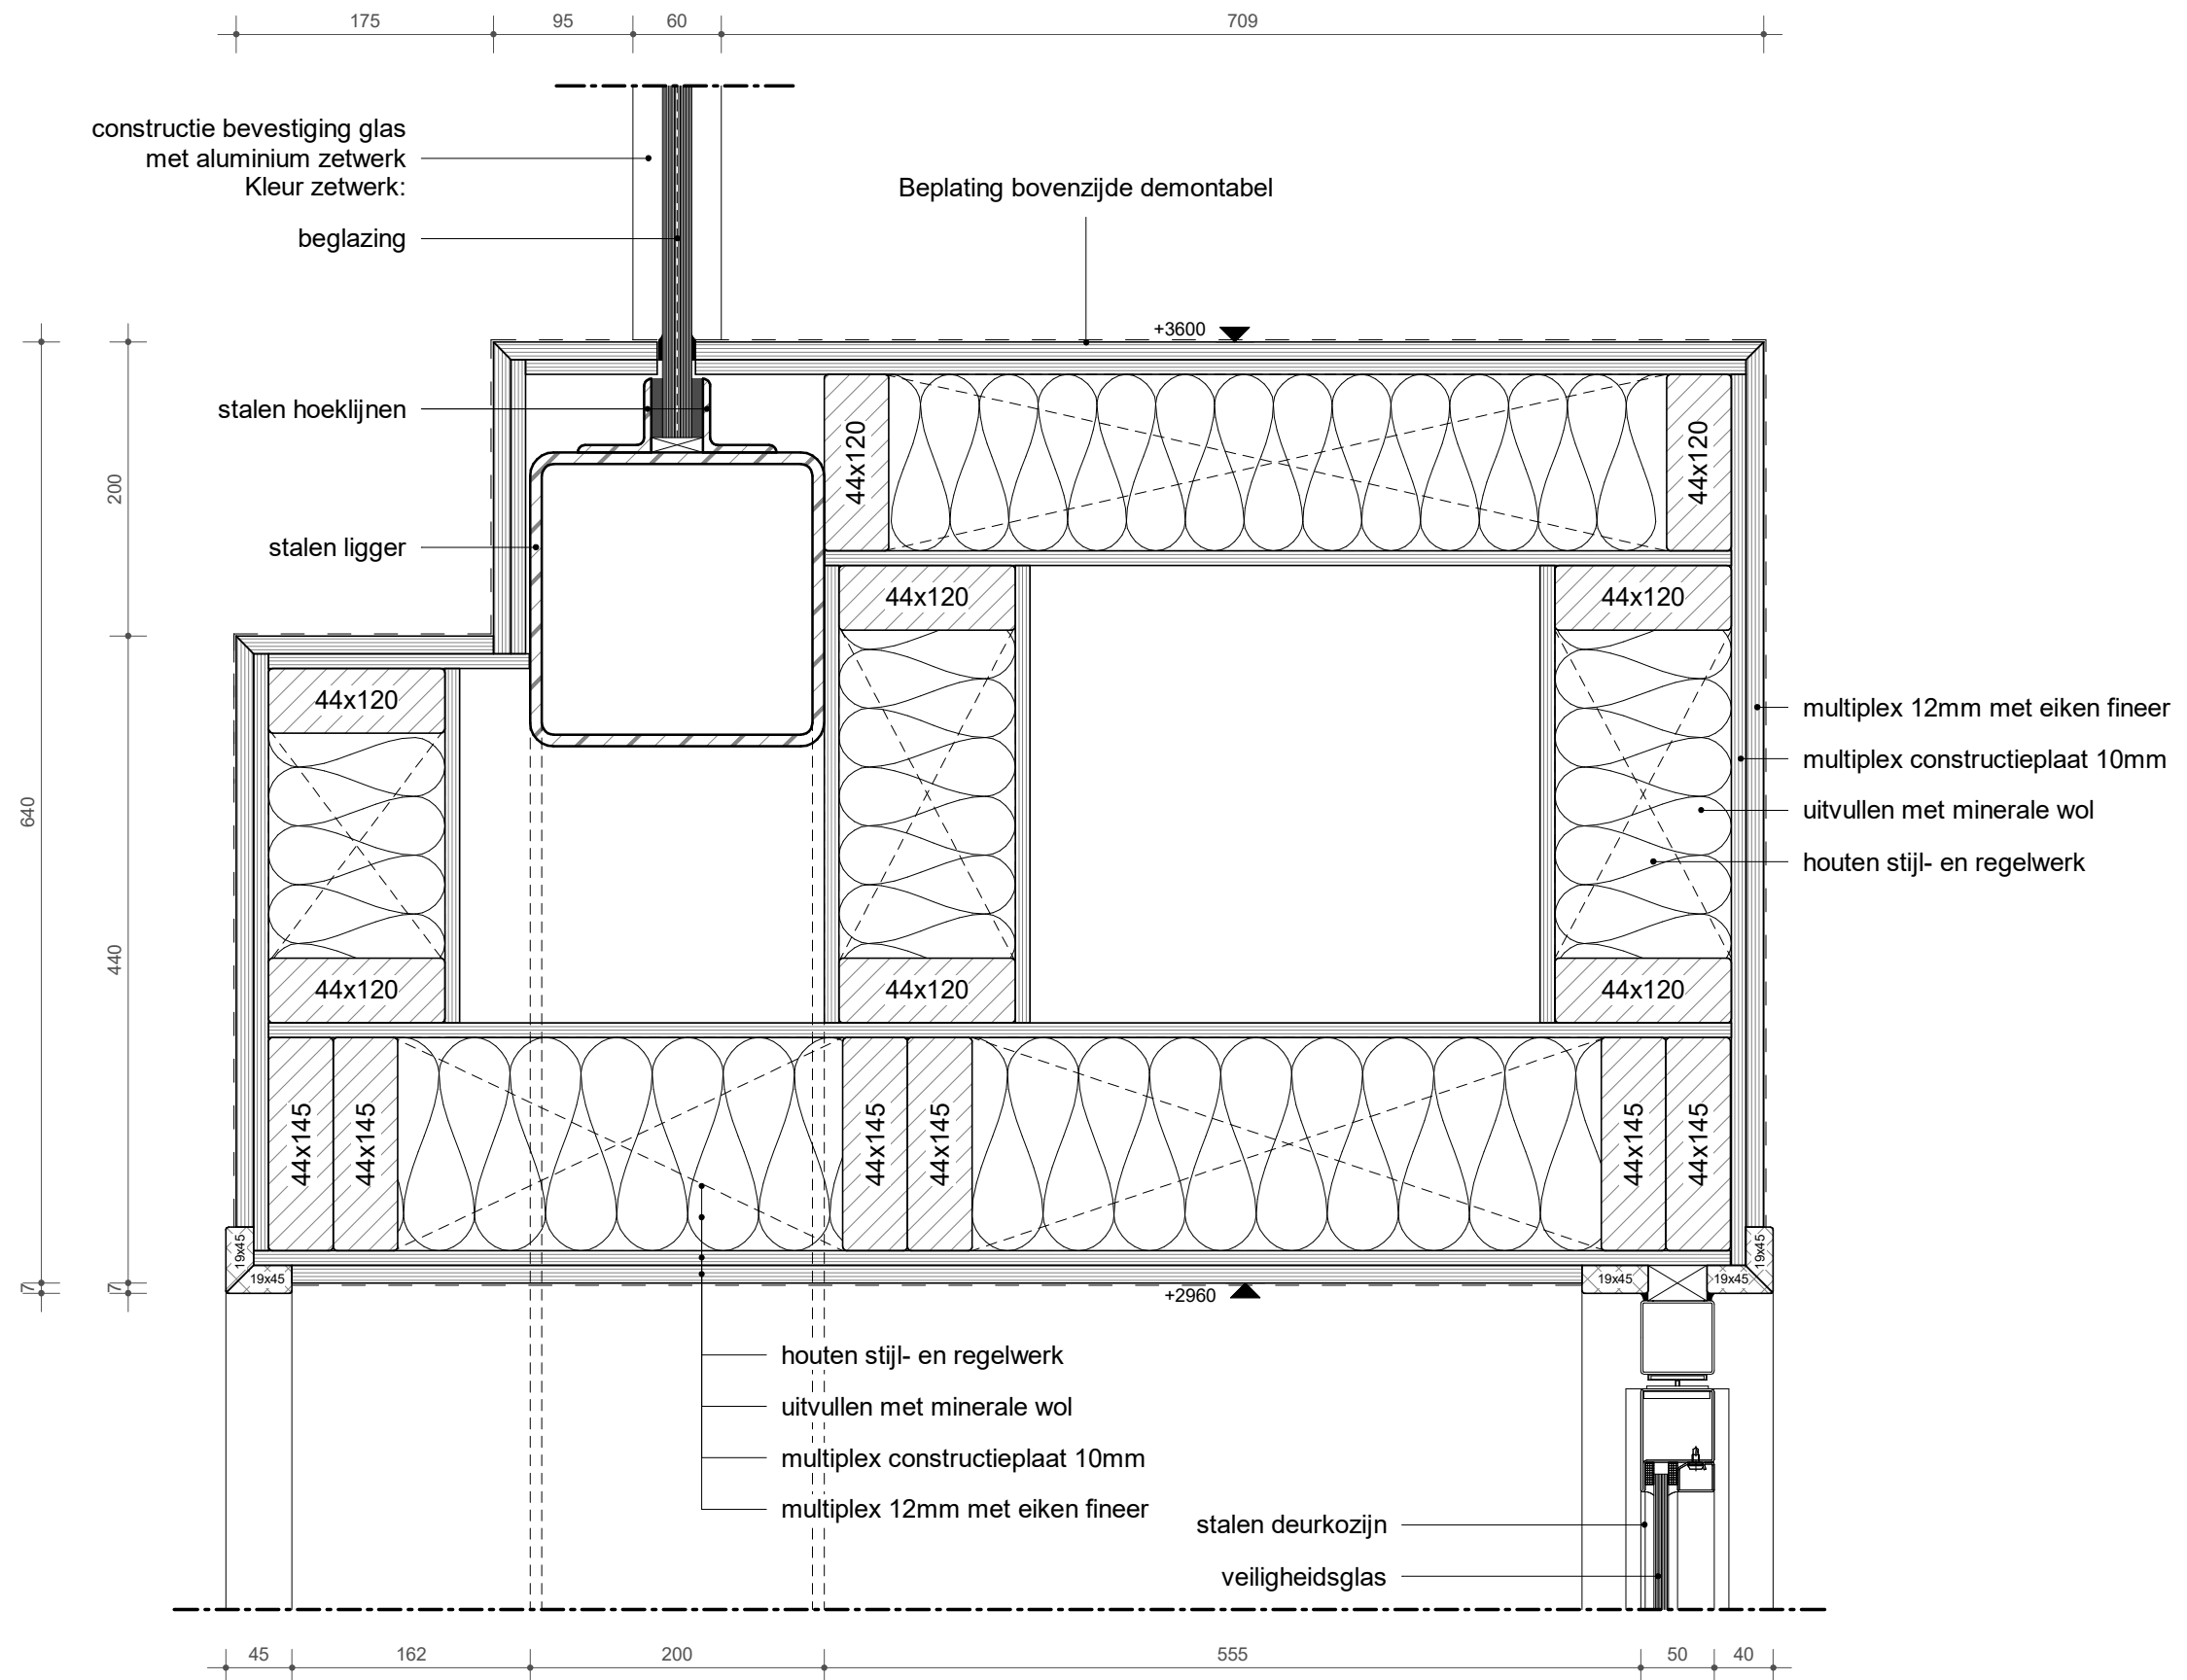 175 95 60 709
constructie bevestiging glas
met aluminium zetwerk
Kleur zetwerk:
Beplating bovenzijde demontabel
beglazing
+3600
stalen hoeklijnen
44x120
44x120
200
stalen ligger
44x120 44x120
44x120
multiplex 12mm met eiken fineer
multiplex constructieplaat 10mm
640
uitvullen met minerale wol
houten stijl- en regelwerk
440
44x120 44x120 44x120
44x145
44x145
44x145
44x145
44x145
44x145
19x45
19x45
19x45
19x45 19x45
7
7
+2960
houten stijl- en regelwerk
uitvullen met minerale wol
multiplex constructieplaat 10mm
multiplex 12mm met eiken fineer
stalen deurkozijn
veiligheidsglas
45 162 200 555 50 40